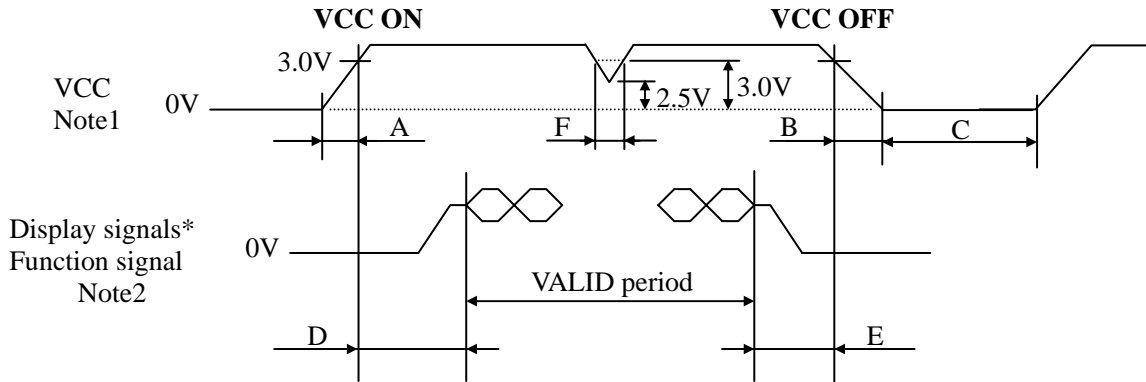 VCC ON
VCC OFF
3.0V
VCC
Note1
0V
2.5V
3.0V
A
F
B
C
Display signals*
Function signal
Note2
0V
VALID period
D
E